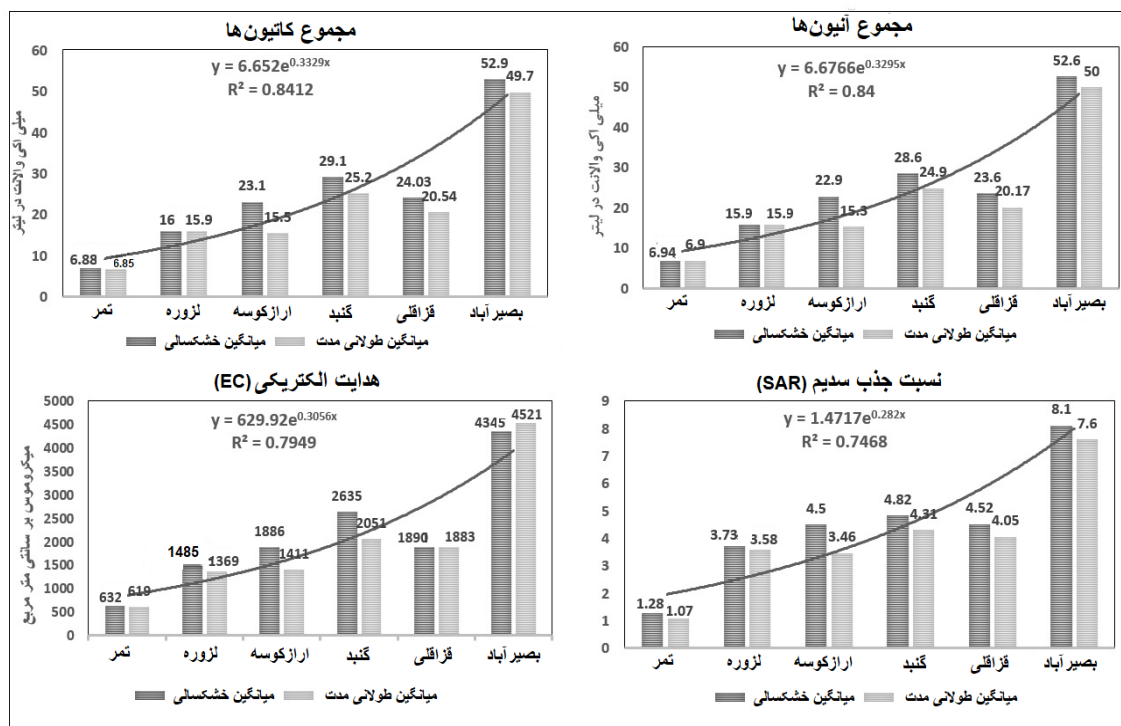 مجموع کاتیون‌ها
y = 6.652e^0.3329x
R² = 0.8412
میلی اکی والانت در لیتر
60
50
40
30
20
10
0
6.88
6.85
16
15.9
23.1
15.5
29.1
25.2
24.03
20.54
52.9
49.7
تمر
لزوره
ارازکوسه
گنبد
قزاقلی
بصیرآباد
میانگین خشکسالی
میانگین طولانی مدت
مجموع آنیون‌ها
y = 6.6766e^0.3295x
R² = 0.84
میلی اکی والانت در لیتر
60
50
40
30
20
10
0
6.94
6.9
15.9
15.9
22.9
15.3
28.6
24.9
23.6
20.17
52.6
50
تمر
لزوره
ارازکوسه
گنبد
قزاقلی
بصیرآباد
میانگین خشکسالی
میانگین طولانی مدت
هدایت الکتریکی (EC)
y = 629.92e^0.3056x
R² = 0.7949
میکروموس بر سانتی متر مربع
5000
4500
4000
3500
3000
2500
2000
1500
1000
500
0
632
619
1485
1369
1886
1411
2635
2051
1890
1883
4345
4521
تمر
لزوره
ارازکوسه
گنبد
قزاقلی
بصیرآباد
میانگین خشکسالی
میانگین طولانی مدت
نسبت جذب سدیم (SAR)
y = 1.4717e^0.282x
R² = 0.7468
9
8
7
6
5
4
3
2
1
0
1.28
1.07
3.73
3.58
4.5
3.46
4.82
4.31
4.52
4.05
8.1
7.6
تمر
لزوره
ارازکوسه
گنبد
قزاقلی
بصیرآباد
میانگین خشکسالی
میانگین طولانی مدت